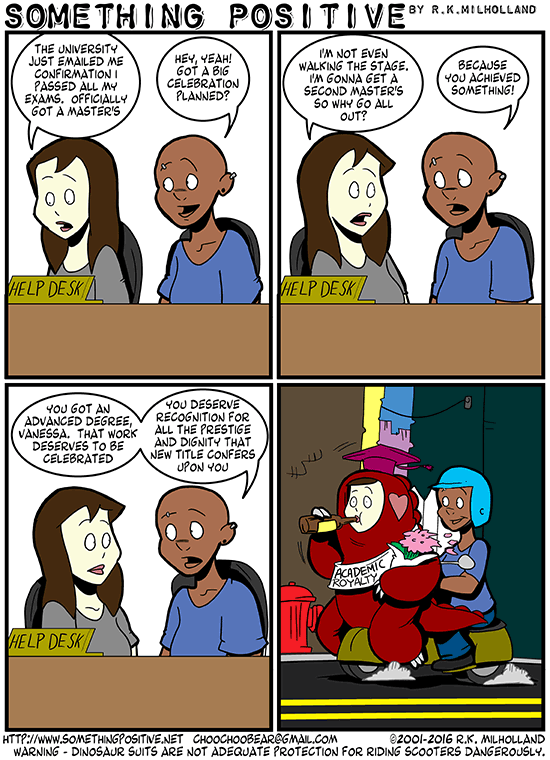 SOMETHING POSITIVE BY R.K.MILHOLLAND
THE UNIVERSITY
JUST EMAILED ME
CONFIRMATION I
PASSED ALL MY
EXAMS. OFFICIALLY
GOT A MASTER'S
HEY, YEAH!
GOT A BIG
CELEBRATION
PLANNED?
HELP DESK
I'M NOT EVEN
WALKING THE STAGE.
I'M GONNA GET A
SECOND MASTER'S
SO WHY GO ALL
OUT?
BECAUSE
YOU ACHIEVED
SOMETHING!
HELP DESK
YOU GOT AN
ADVANCED DEGREE,
VANESSA. THAT WORK
DESERVES TO BE
CELEBRATED
YOU DESERVE
RECOGNITION FOR
ALL THE PRESTIGE
AND DIGNITY THAT
NEW TITLE CONFERS
UPON YOU
HELP DESK
ACADEMIC
ROYALTY
HTTP://WWW.SOMETHINGPOSITIVE.NET CHOOCHOOBEAR@GMAIL.COM ©2001-2016 R.K. MILHOLLAND
WARNING - DINOSAUR SUITS ARE NOT ADEQUATE PROTECTION FOR RIDING SCOOTERS DANGEROUSLY.